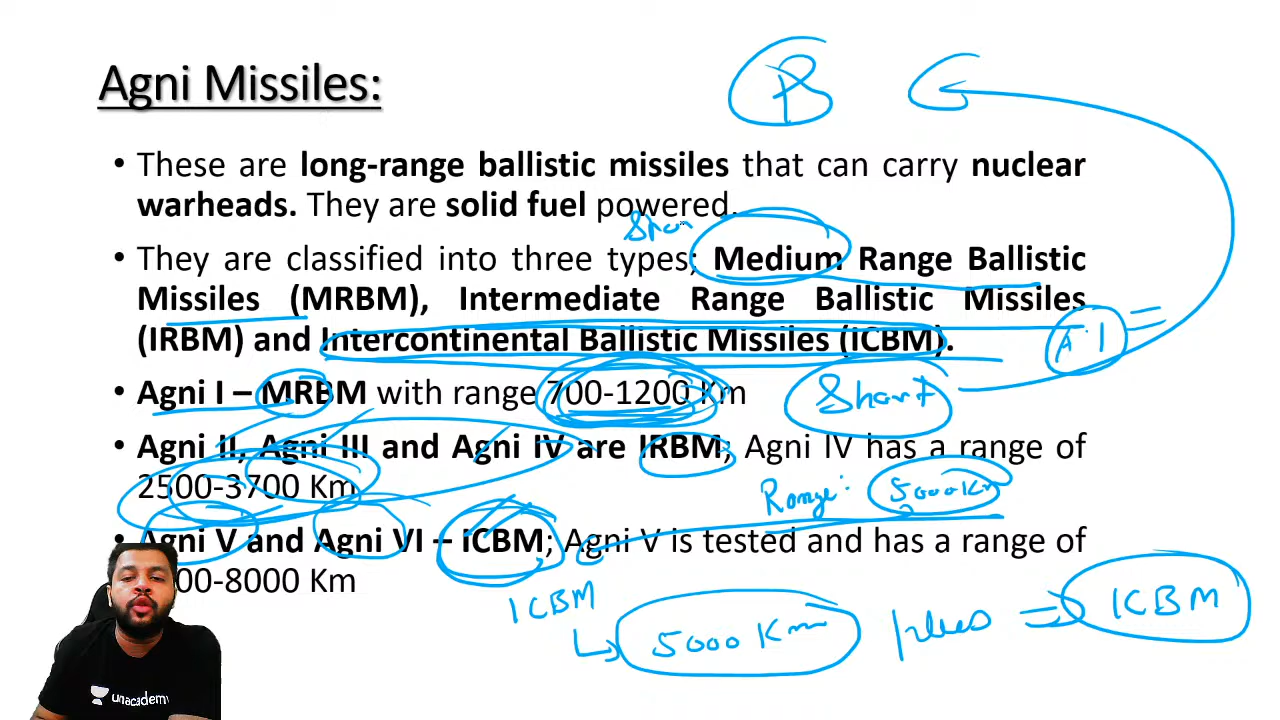 Agni Missiles:
B
• These are long-range ballistic missiles that can carry nuclear
warheads. They are solid fuel powered.
Shor
• They are classified into three types; Medium Range Ballistic
Missiles (MRBM), Intermediate Range Ballistic Missiles
(IRBM) and Intercontinental Ballistic Missiles (ICBM).
A-1
• Agni I – MRBM with range 700-1200 Km
Short
• Agni II, Agni III and Agni IV are IRBM; Agni IV has a range of
2500-3700 Km
Range: 5000 Km
• Agni V and Agni VI – ICBM; Agni V is tested and has a range of
00-8000 Km
ICBM
5000 Km plus = ICBM
unacademy